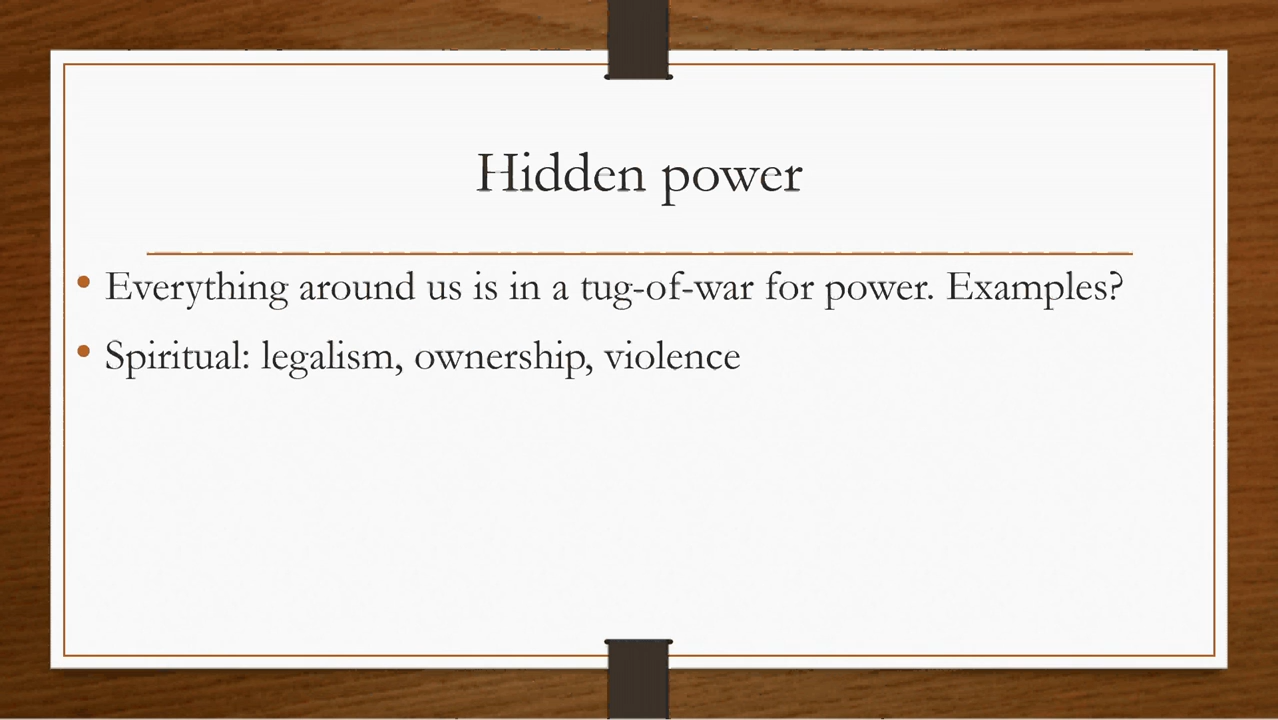 Hidden power
• Everything around us is in a tug-of-war for power. Examples?
• Spiritual: legalism, ownership, violence